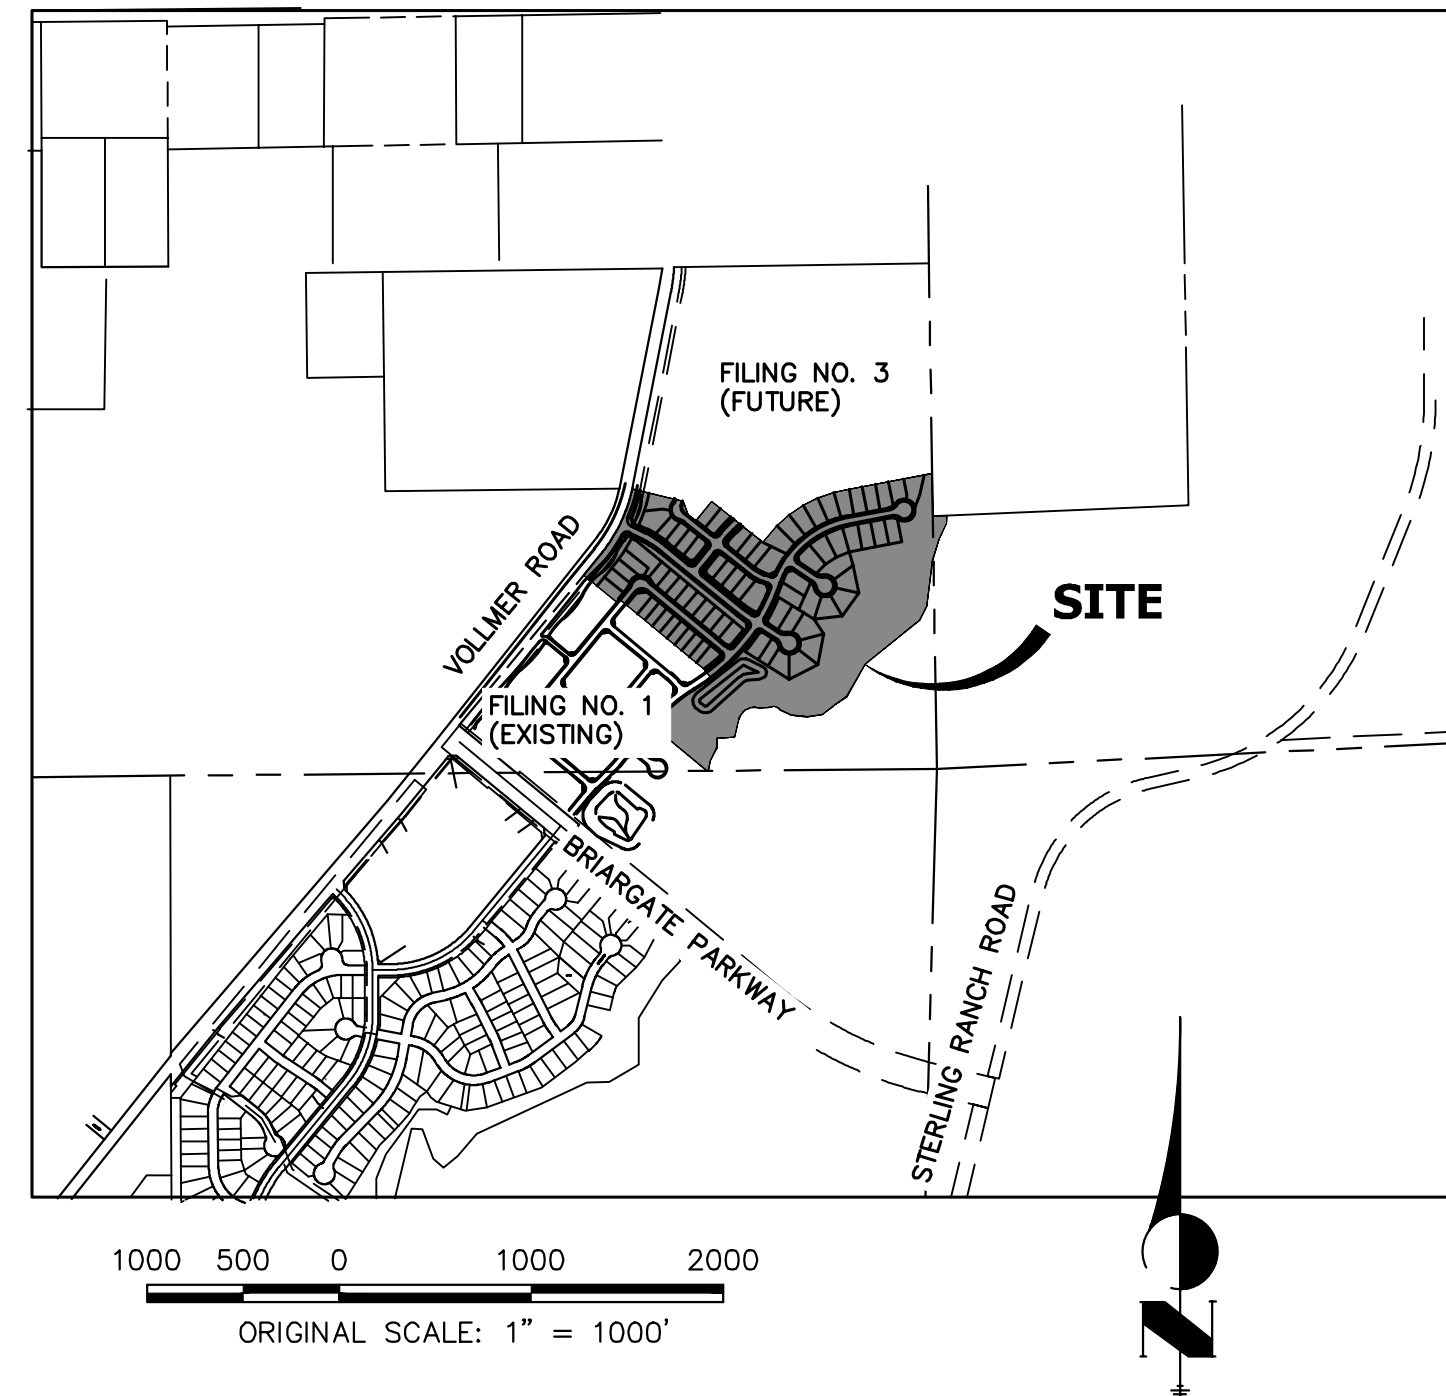 FILING NO. 3
(FUTURE)
VOLLMER ROAD
SITE
FILING NO. 1
(EXISTING)
BRIARGATE PARKWAY
STERLING RANCH ROAD
1000 500 0 1000 2000
ORIGINAL SCALE: 1" = 1000'
N